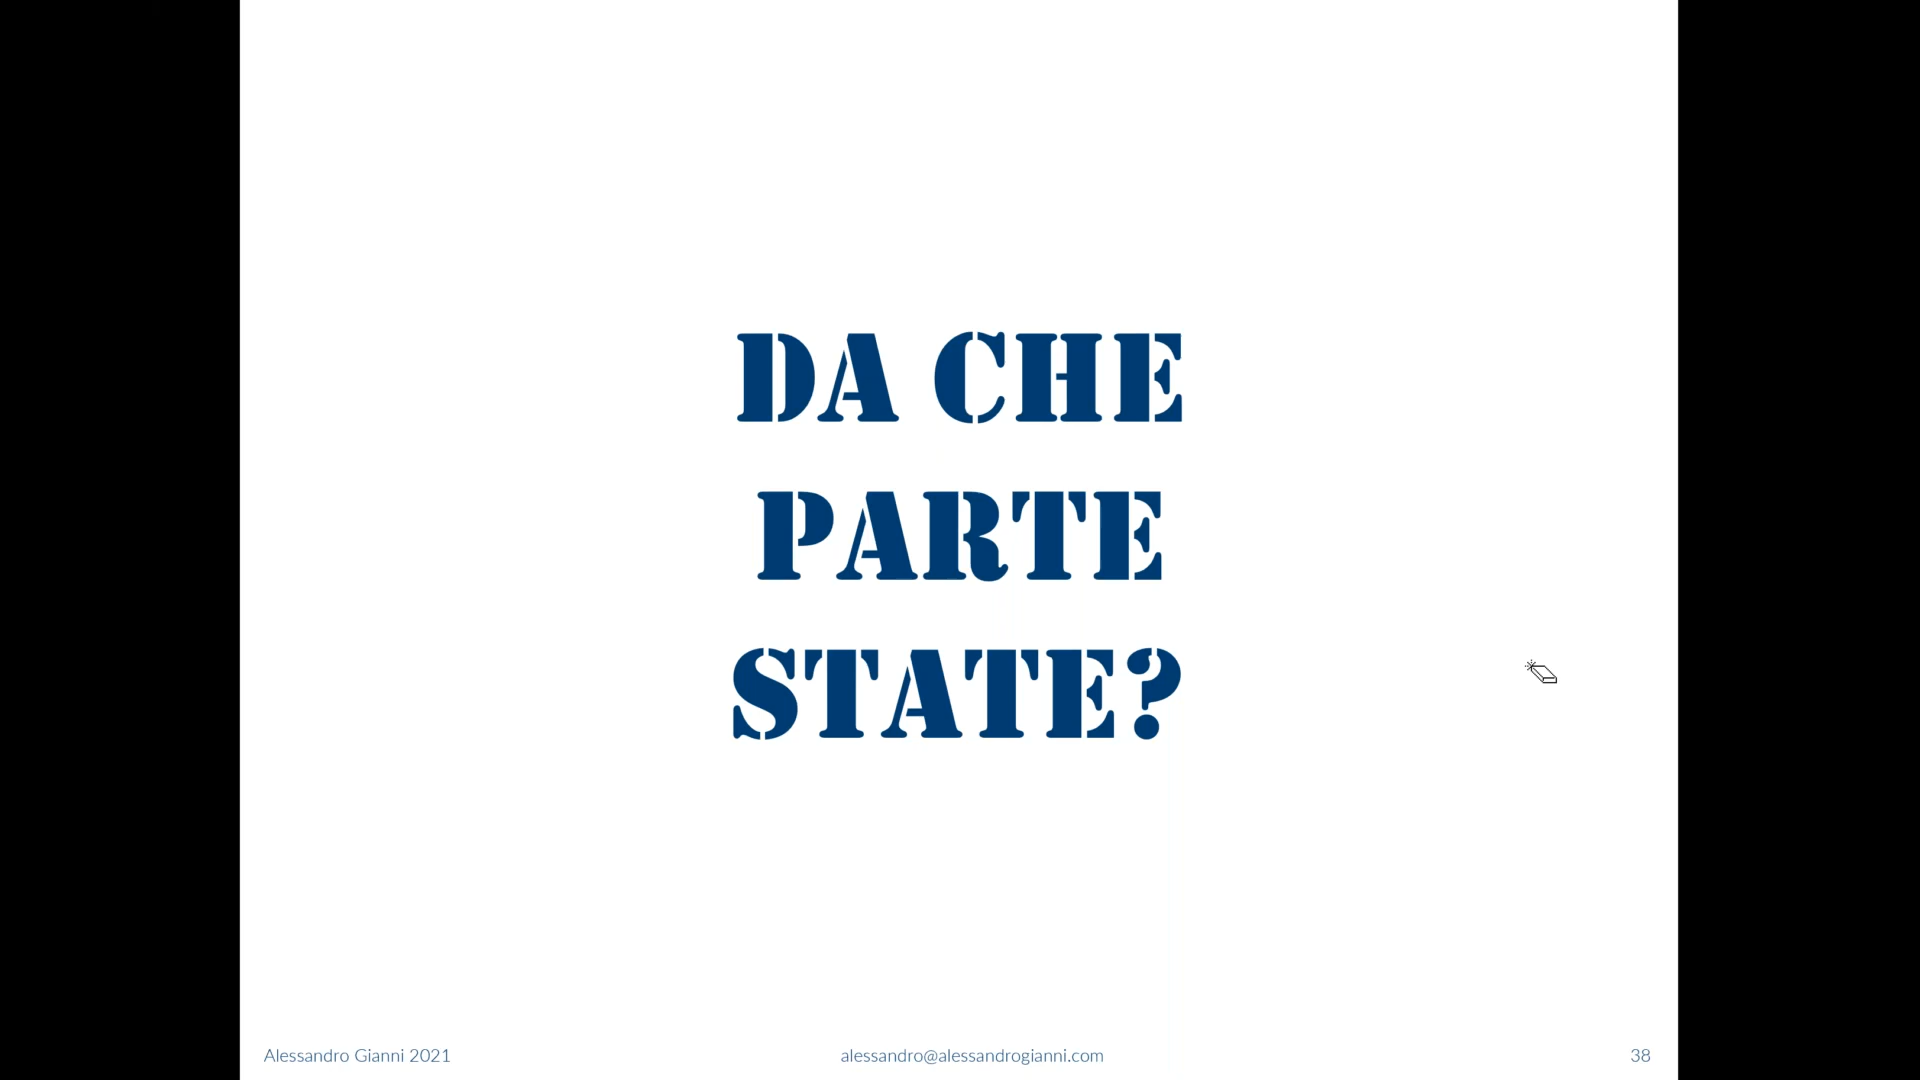 DA CHE
PARTE
STATE?
Alessandro Gianni 2021
alessandro@alessandrogianni.com
38